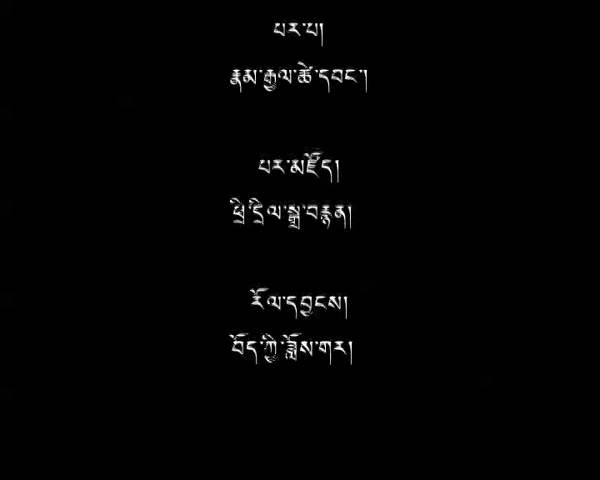 པར་པ།
རྣམ་རྒྱལ་ཚེ་དབང་།
པར་མཛོད།
ཕྲི་དྲིལ་སྒྲ་བརྙན།
རོལ་དབྱངས།
བོད་ཀྱི་ཟློས་གར།